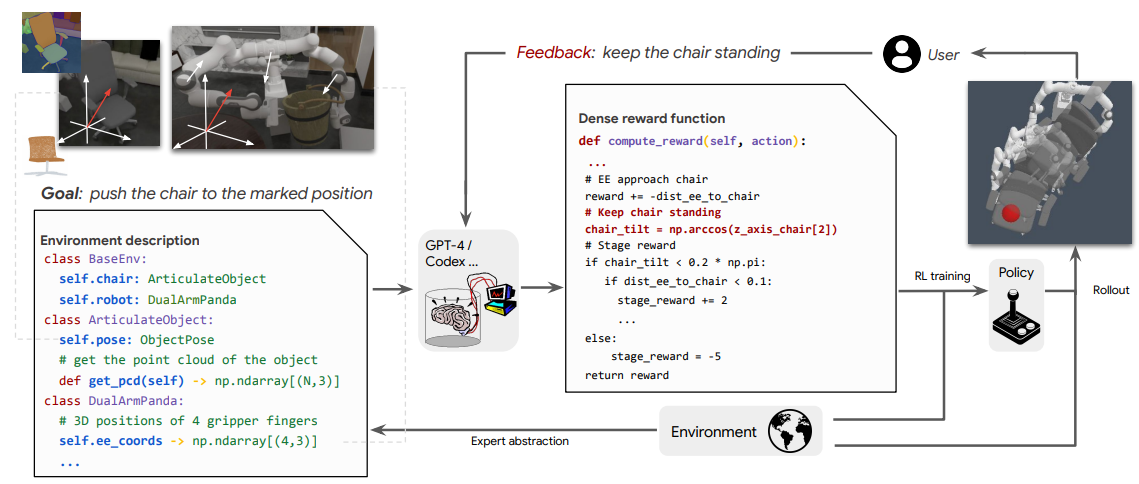 Feedback: keep the chair standing
User
Goal: push the chair to the marked position
Environment description
class BaseEnv:
self.chair: ArticulateObject
self.robot: DualArmPanda
class ArticulateObject:
self.pose: ObjectPose
# get the point cloud of the object
def get_pcd(self) -> np.ndarray[(N,3)]
class DualArmPanda:
# 3D positions of 4 gripper fingers
self.ee_coords -> np.ndarray[(4,3)]
...
GPT-4 /
Codex ...
Dense reward function
def compute_reward(self, action):
...
# EE approach chair
reward += -dist_ee_to_chair
# Keep chair standing
chair_tilt = np.arccos(z_axis_chair[2])
# Stage reward
if chair_tilt < 0.2 * np.pi:
if dist_ee_to_chair < 0.1:
stage_reward += 2
...
else:
stage_reward = -5
return reward
RL training
Policy
Rollout
Expert abstraction
Environment